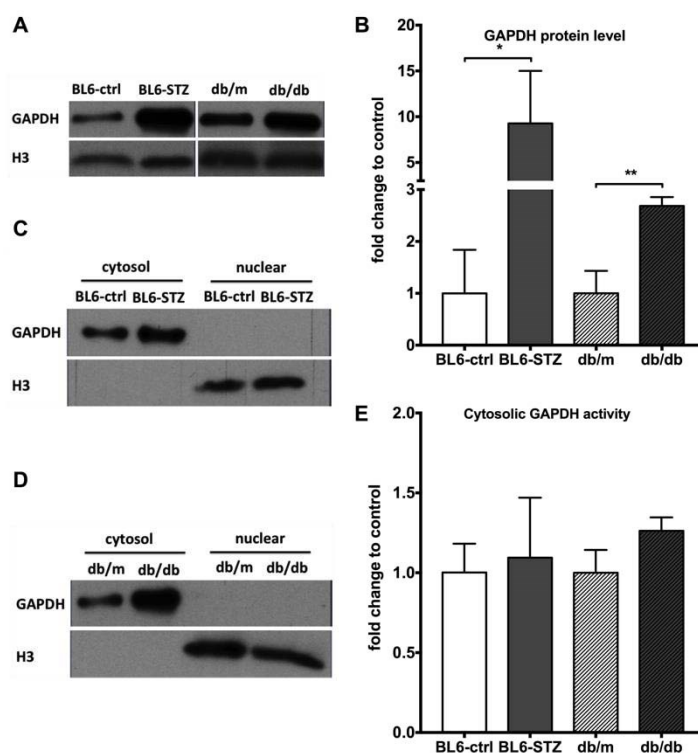 A
BL6-ctrl BL6-STZ db/m db/db
GAPDH
H3
B
GAPDH protein level
fold change to control
20
15
10
5
3
2
1
0
*
**
BL6-ctrl BL6-STZ db/m db/db
C
cytosol nuclear
BL6-ctrl BL6-STZ BL6-ctrl BL6-STZ
GAPDH
H3
D
cytosol nuclear
db/m db/db db/m db/db
GAPDH
H3
E
Cytosolic GAPDH activity
fold change to control
2.0
1.5
1.0
0.5
0.0
BL6-ctrl BL6-STZ db/m db/db